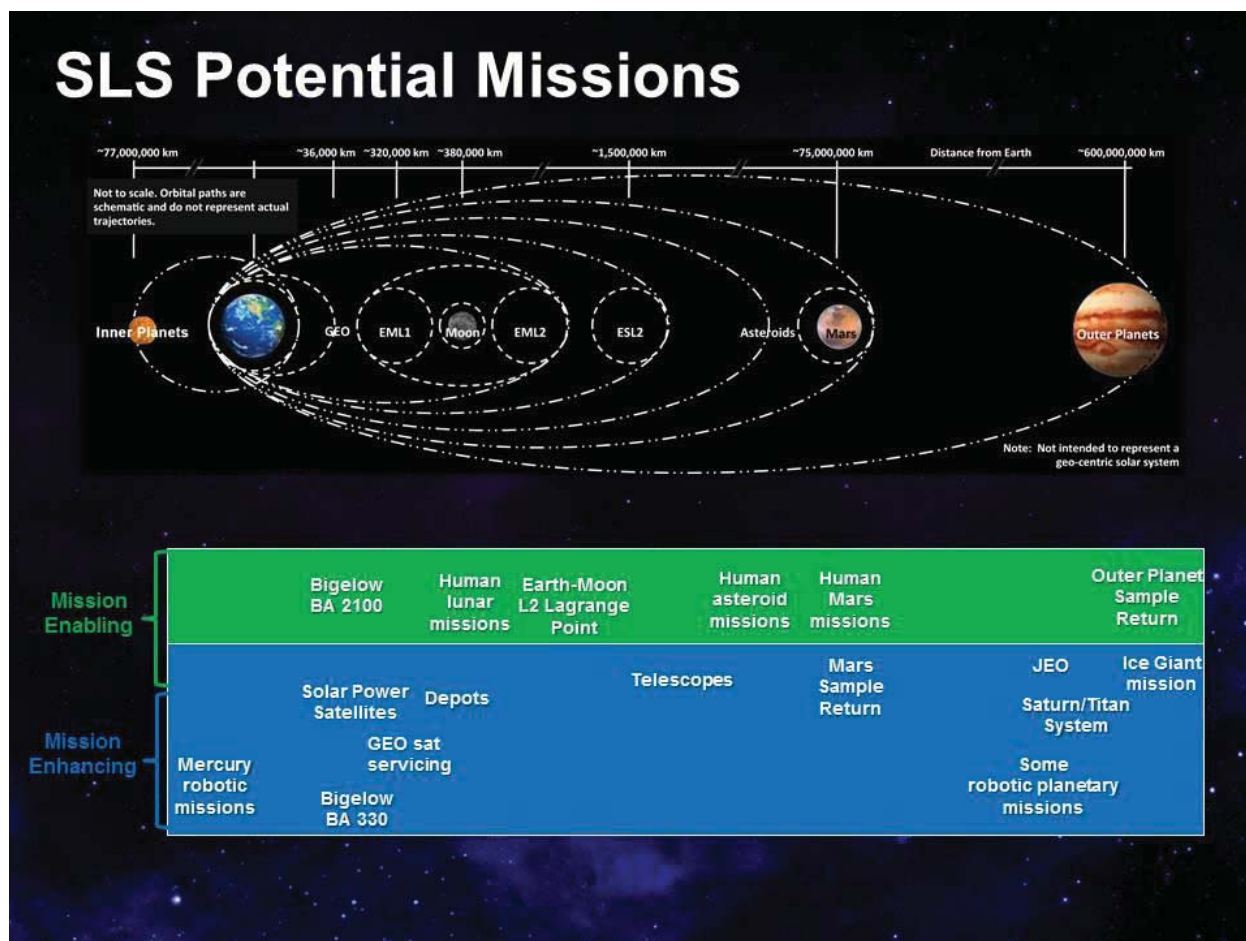 SLS Potential Missions
~77,000,000 km
~36,000 km
~320,000 km
~380,000 km
~1,500,000 km
~75,000,000 km
Distance from Earth
~600,000,000 km
Not to scale. Orbital paths are
schematic and do not represent actual
trajectories.
Inner Planets
GEO
EML1
Moon
EML2
ESL2
Asteroids
Mars
Outer Planets
Note: Not intended to represent a
geo-centric solar system
Mission
Enabling
Bigelow
BA 2100
Human
lunar
missions
Earth-Moon
L2 Lagrange
Point
Human
asteroid
missions
Human
Mars
missions
Outer Planet
Sample
Return
Mission
Enhancing
Mercury
robotic
missions
Solar Power
Satellites
Depots
GEO sat
servicing
Bigelow
BA 330
Telescopes
Mars
Sample
Return
JEO
Ice Giant
mission
Saturn/Titan
System
Some
robotic planetary
missions